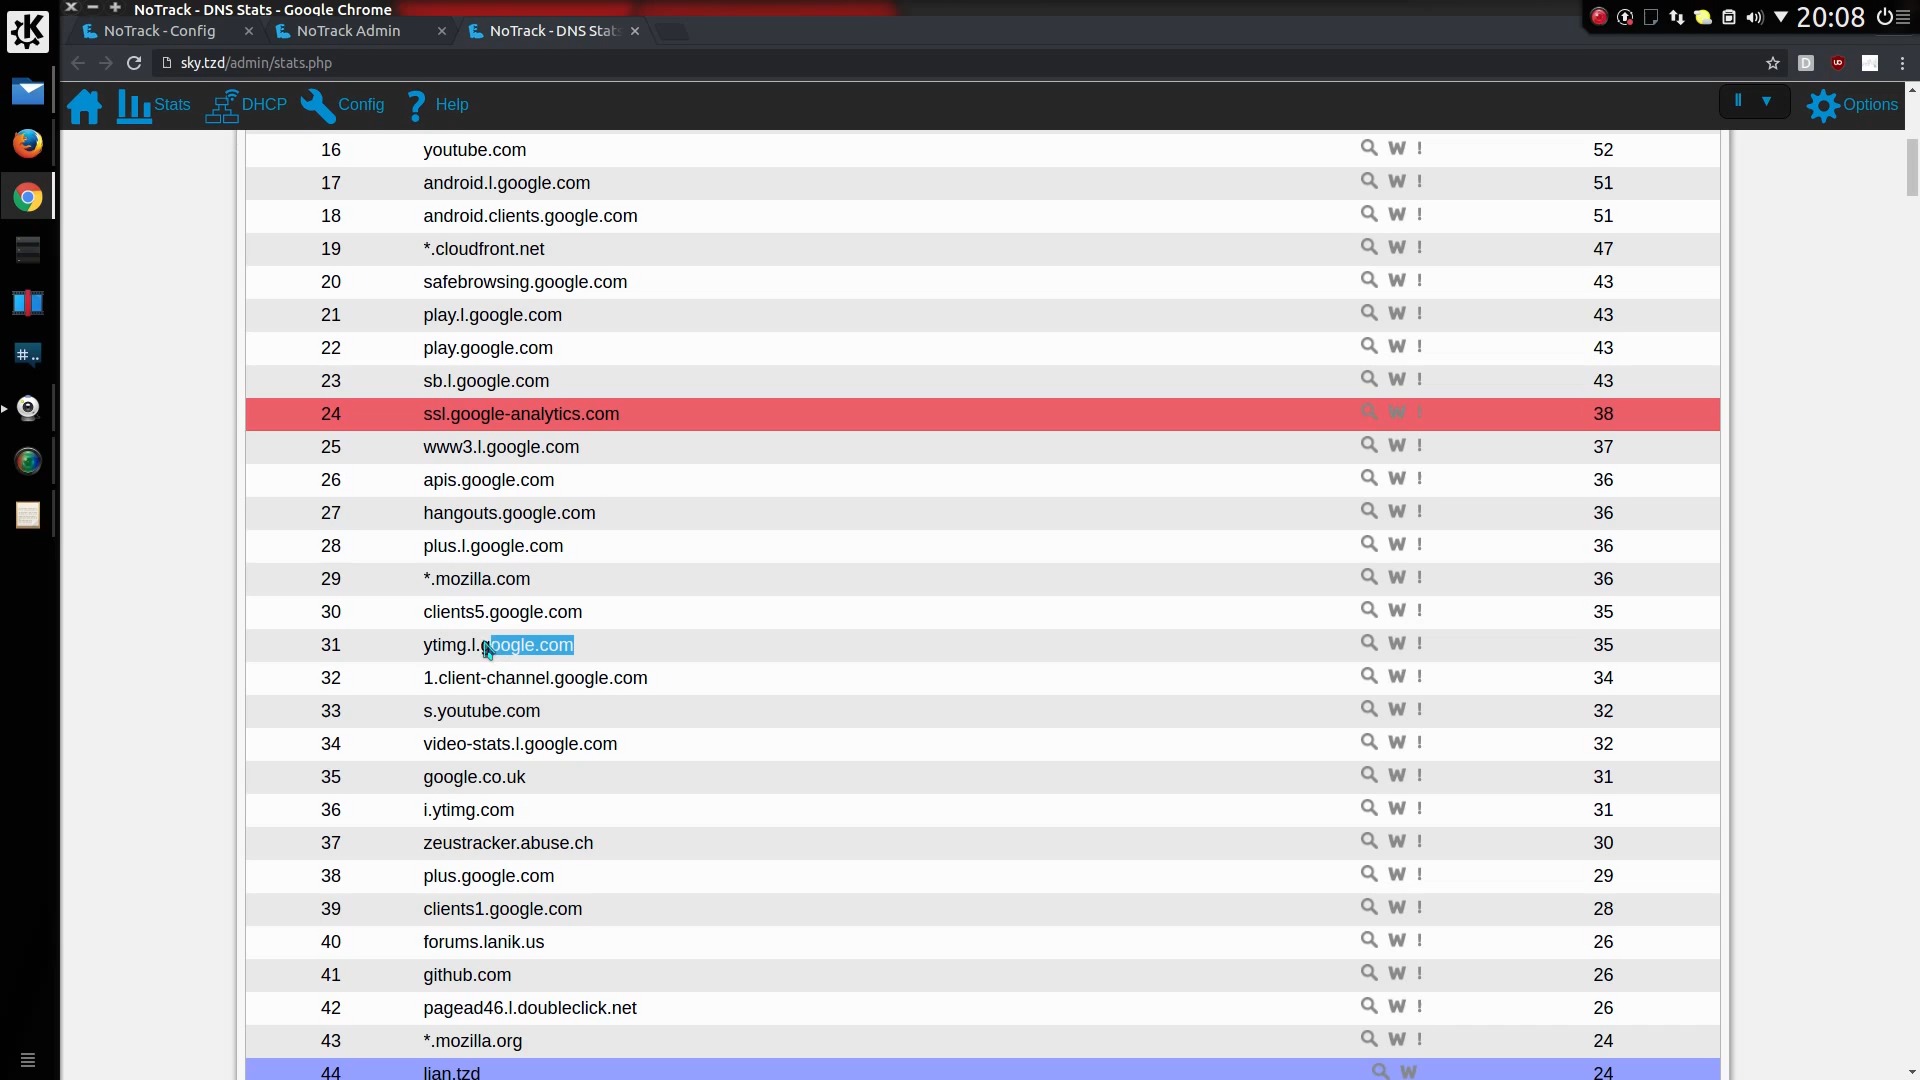 NoTrack - DNS Stats - Google Chrome
20:08
NoTrack - Config
NoTrack Admin
NoTrack - DNS Stats
sky.tzd/admin/stats.php
Stats
DHCP
Config
? Help
Options
16 youtube.com W ! 52
17 android.l.google.com W ! 51
18 android.clients.google.com W ! 51
19 *.cloudfront.net W ! 47
20 safebrowsing.google.com W ! 43
21 play.l.google.com W ! 43
22 play.google.com W ! 43
23 sb.l.google.com W ! 43
24 ssl.google-analytics.com W ! 38
25 www3.l.google.com W ! 37
26 apis.google.com W ! 36
27 hangouts.google.com W ! 36
28 plus.l.google.com W ! 36
29 *.mozilla.com W ! 36
30 clients5.google.com W ! 35
31 ytimg.l.google.com W ! 35
32 1.client-channel.google.com W ! 34
33 s.youtube.com W ! 32
34 video-stats.l.google.com W ! 32
35 google.co.uk W ! 31
36 i.ytimg.com W ! 31
37 zeustracker.abuse.ch W ! 30
38 plus.google.com W ! 29
39 clients1.google.com W ! 28
40 forums.lanik.us W ! 26
41 github.com W ! 26
42 pagead46.l.doubleclick.net W ! 26
43 *.mozilla.org W ! 24
44 lian.tzd W 24